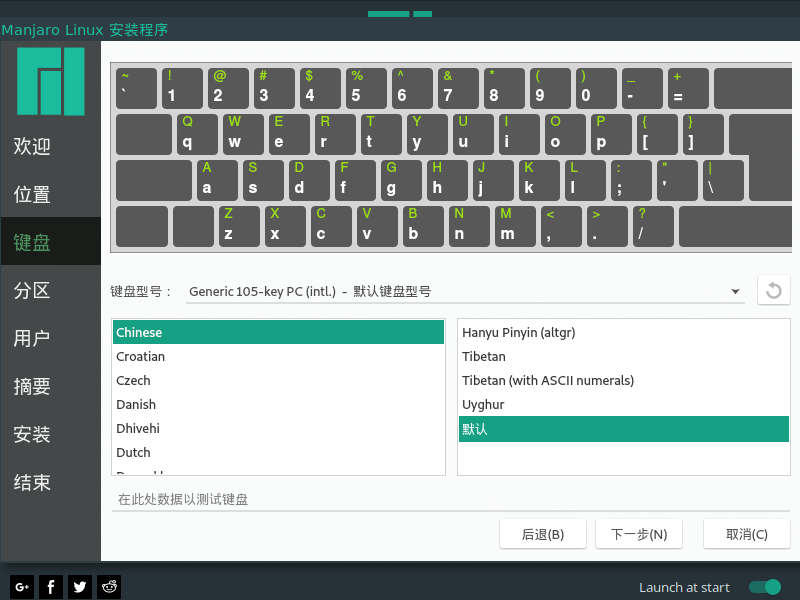 Manjaro Linux 安装程序
欢迎
位置
键盘
分区
用户
摘要
安装
结束
~ ! @ # $ % ^ & * ( ) _ +
` 1 2 3 4 5 6 7 8 9 0 - =
Q W E R T Y U I O P { }
q w e r t y u i o p [ ]
A S D F G H J K L : " |
a s d f g h j k l ; ' \
Z X C V B N M < > ?
z x c v b n m , . /
键盘型号： Generic 105-key PC (intl.) - 默认键盘型号
Chinese
Croatian
Czech
Danish
Dhivehi
Dutch
Hanyu Pinyin (altgr)
Tibetan
Tibetan (with ASCII numerals)
Uyghur
默认
在此处数据以测试键盘
后退(B) 下一步(N) 取消(C)
G+ f
Launch at start